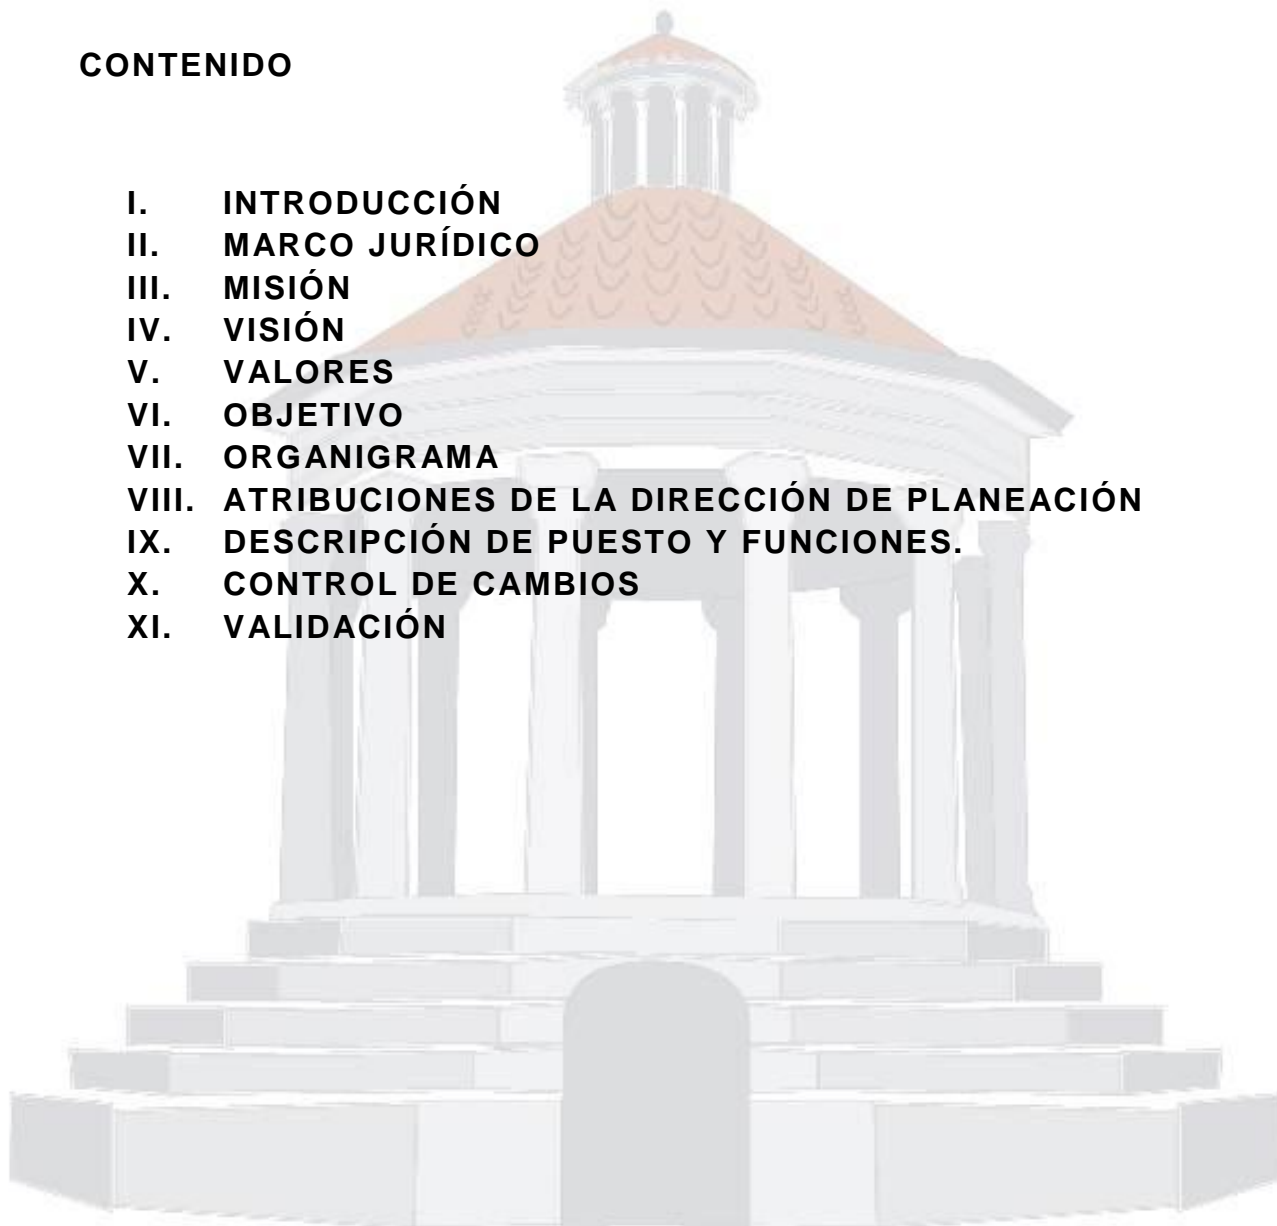 CONTENIDO
I. INTRODUCCIÓN
II. MARCO JURÍDICO
III. MISIÓN
IV. VISIÓN
V. VALORES
VI. OBJETIVO
VII. ORGANIGRAMA
VIII. ATRIBUCIONES DE LA DIRECCIÓN DE PLANEACIÓN
IX. DESCRIPCIÓN DE PUESTO Y FUNCIONES.
X. CONTROL DE CAMBIOS
XI. VALIDACIÓN